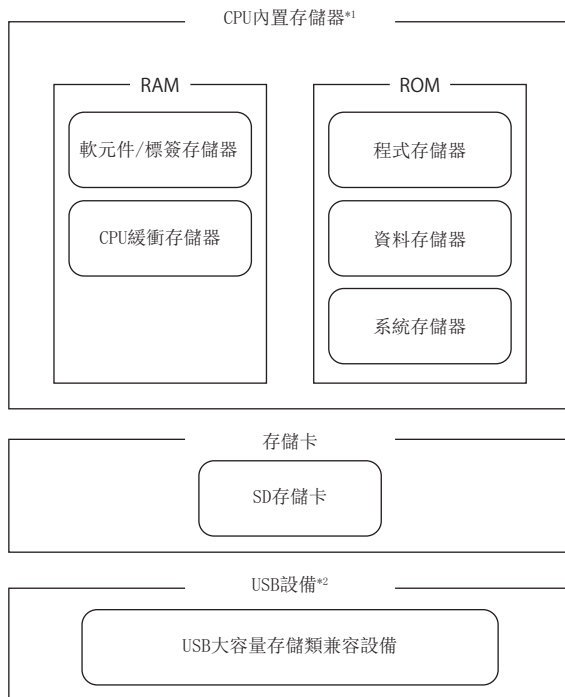 CPU內置存儲器*1
RAM
ROM
軟元件/標簽存儲器
程式存儲器
CPU緩衝存儲器
資料存儲器
系統存儲器
存儲卡
SD存儲卡
USB設備*2
USB大容量存儲類兼容設備